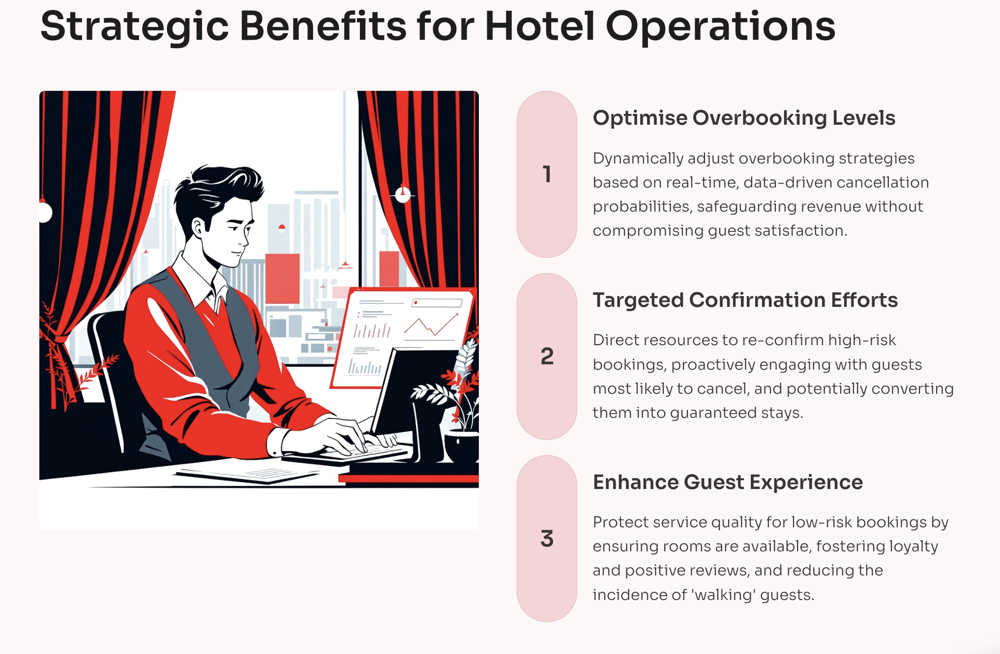 Strategic Benefits for Hotel Operations
1
Optimise Overbooking Levels
Dynamically adjust overbooking strategies
based on real-time, data-driven cancellation
probabilities, safeguarding revenue without
compromising guest satisfaction.
2
Targeted Confirmation Efforts
Direct resources to re-confirm high-risk
bookings, proactively engaging with guests
most likely to cancel, and potentially converting
them into guaranteed stays.
3
Enhance Guest Experience
Protect service quality for low-risk bookings by
ensuring rooms are available, fostering loyalty
and positive reviews, and reducing the
incidence of 'walking' guests.